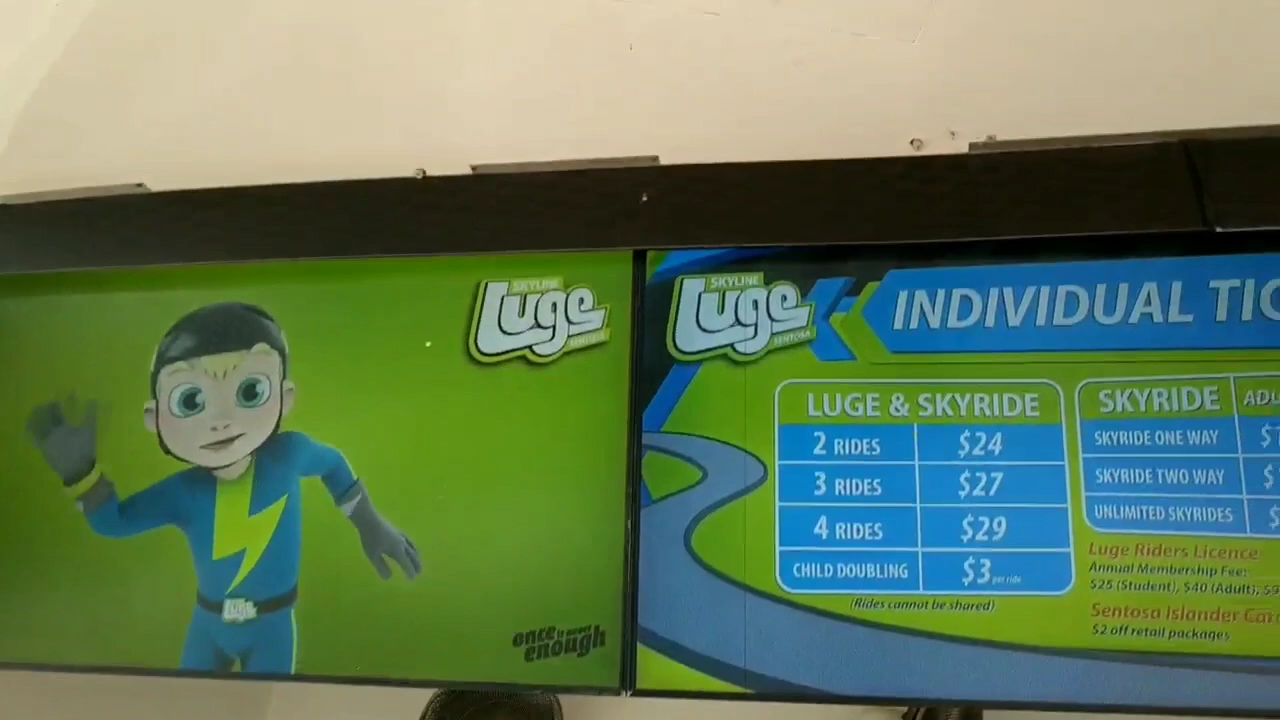 SKYLINE
Luge
SENTOSA
Luge
once is never
enough
SKYLINE
Luge
SENTOSA
INDIVIDUAL
LUGE & SKYRIDE
2 RIDES $24
3 RIDES $27
4 RIDES $29
CHILD DOUBLING $3 per ride
(Rides cannot be shared)
SKYRIDE
SKYRIDE ONE WAY $
SKYRIDE TWO WAY $
UNLIMITED SKYRIDES $
Luge Riders Licence
Annual Membership Fee:
$25 (Student), $40 (Adult),
Sentosa Islander
$2 off retail packages